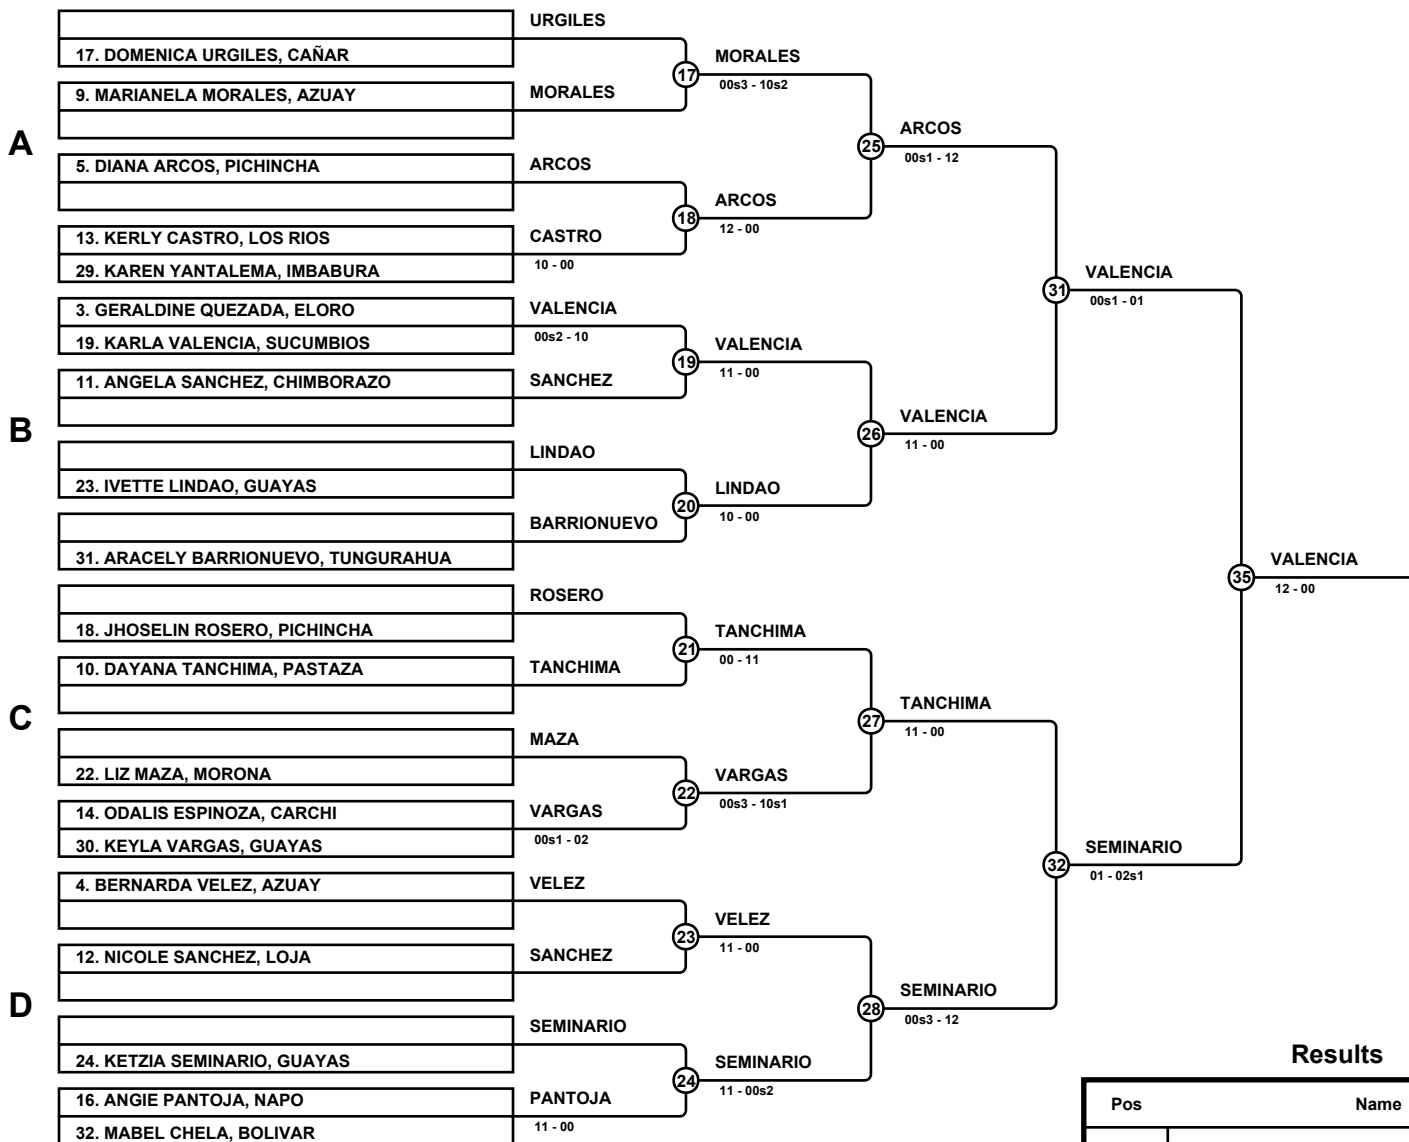 URGILES
17. DOMENICA URGILES, CAÑAR
17
MORALES
00s3 - 10s2
9. MARIANELA MORALES, AZUAY
MORALES
A
25
ARCOS
00s1 - 12
5. DIANA ARCOS, PICHINCHA
ARCOS
18
ARCOS
12 - 00
13. KERLY CASTRO, LOS RIOS
CASTRO
29. KAREN YANTALEMA, IMBABURA
10 - 00
31
VALENCIA
00s1 - 01
3. GERALDINE QUEZADA, ELORO
VALENCIA
19. KARLA VALENCIA, SUCUMBIOS
00s2 - 10
19
VALENCIA
11 - 00
11. ANGELA SANCHEZ, CHIMBORAZO
SANCHEZ
B
26
VALENCIA
11 - 00
LINDAO
23. IVETTE LINDAO, GUAYAS
20
LINDAO
10 - 00
BARRIONUEVO
31. ARACELY BARRIONUEVO, TUNGURAHUA
35
VALENCIA
12 - 00
ROSERO
18. JHOSELIN ROSERO, PICHINCHA
21
TANCHIMA
00 - 11
10. DAYANA TANCHIMA, PASTAZA
TANCHIMA
C
27
TANCHIMA
11 - 00
MAZA
22. LIZ MAZA, MORONA
22
VARGAS
00s3 - 10s1
14. ODALIS ESPINOZA, CARCHI
VARGAS
30. KEYLA VARGAS, GUAYAS
00s1 - 02
32
SEMINARIO
01 - 02s1
4. BERNARDA VELEZ, AZUAY
VELEZ
23
VELEZ
11 - 00
12. NICOLE SANCHEZ, LOJA
SANCHEZ
D
28
SEMINARIO
00s3 - 12
SEMINARIO
24. KETZIA SEMINARIO, GUAYAS
24
SEMINARIO
11 - 00s2
16. ANGIE PANTOJA, NAPO
PANTOJA
32. MABEL CHELA, BOLIVAR
11 - 00
Results
Pos Name